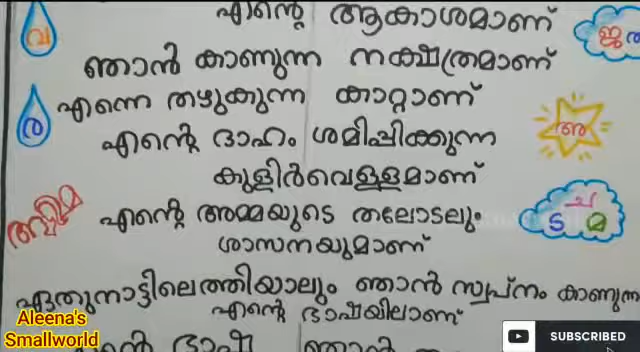 എന്റെ ആകാശമാണ്
വ
ജ ത
ഞാൻ കാണുന്ന നക്ഷത്രമാണ്
ര
എന്നെ തഴുകുന്ന കാറ്റാണ്
അ
എന്റെ ദാഹം ശമിപ്പിക്കുന്ന
കുളിർവെള്ളമാണ്
ച
ട മ
എന്റെ അമ്മയുടെ തലോടലും
ശാസനയുമാണ്
ഏതുനാട്ടിലെത്തിയാലും ഞാൻ സ്വപ്നം കാണുന്ന
എന്റെ ഭാഷയിലാണ്
Aleena's
Smallworld
SUBSCRIBED
എന്റെ ഭാഷ ഞാൻ